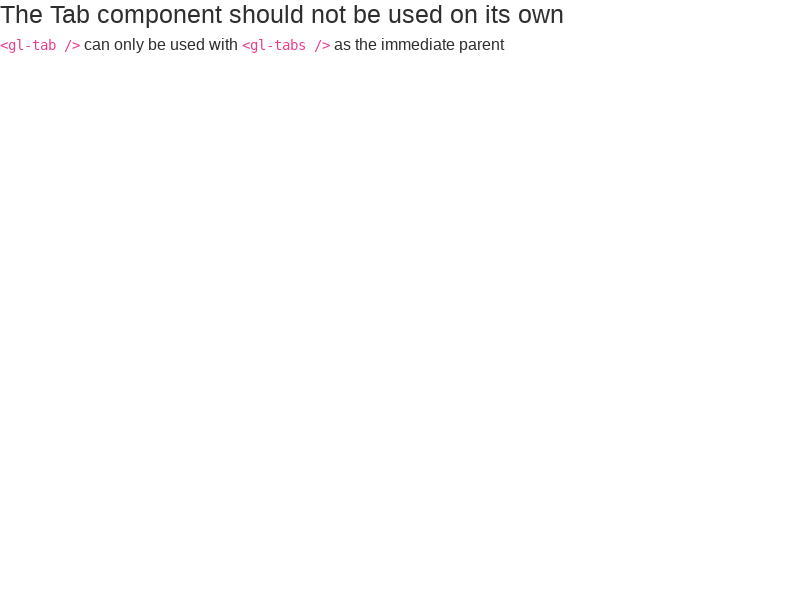 The Tab component should not be used on its own
<gl-tab /> can only be used with <gl-tabs /> as the immediate parent